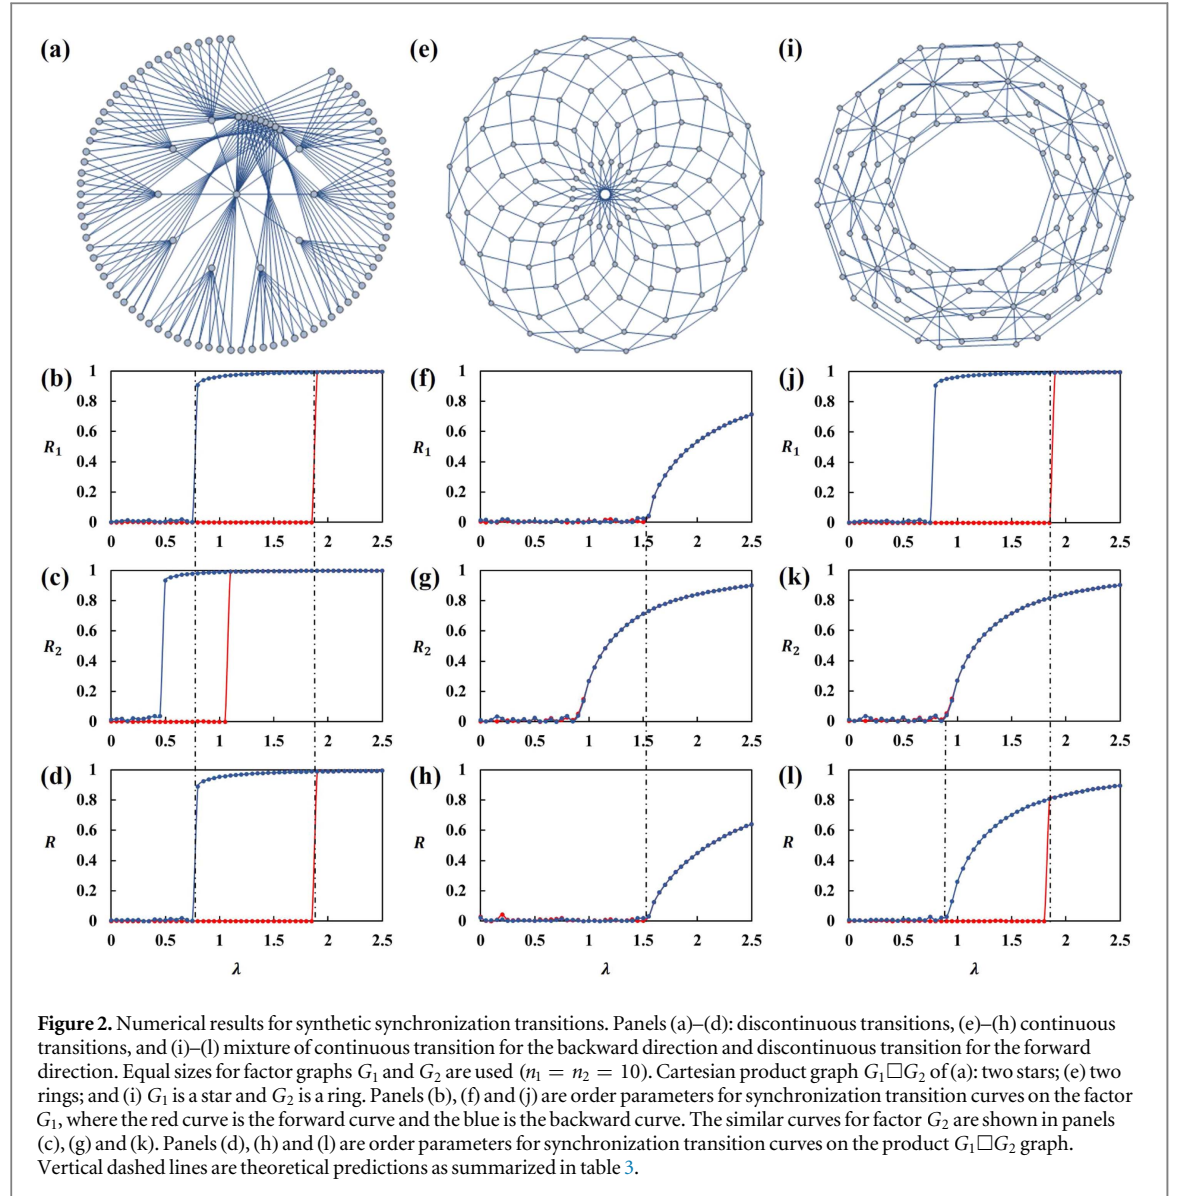 (a) (e) (i)
(b) 1 0.8 0.6 R₁ 0.4 0.2 0 0 0.5 1 1.5 2 2.5
(f) 1 0.8 0.6 R₁ 0.4 0.2 0 0 0.5 1 1.5 2 2.5
(j) 1 0.8 0.6 R₁ 0.4 0.2 0 0 0.5 1 1.5 2 2.5
(c) 1 0.8 0.6 R₂ 0.4 0.2 0 0 0.5 1 1.5 2 2.5
(g) 1 0.8 0.6 R₂ 0.4 0.2 0 0 0.5 1 1.5 2 2.5
(k) 1 0.8 0.6 R₂ 0.4 0.2 0 0 0.5 1 1.5 2 2.5
(d) 1 0.8 0.6 R 0.4 0.2 0 0 0.5 1 1.5 2 2.5
(h) 1 0.8 0.6 R 0.4 0.2 0 0 0.5 1 1.5 2 2.5
(l) 1 0.8 0.6 R 0.4 0.2 0 0 0.5 1 1.5 2 2.5
λ λ λ
Figure 2. Numerical results for synthetic synchronization transitions. Panels (a)–(d): discontinuous transitions, (e)–(h) continuous
transitions, and (i)–(l) mixture of continuous transition for the backward direction and discontinuous transition for the forward
direction. Equal sizes for factor graphs G₁ and G₂ are used (n₁ = n₂ = 10). Cartesian product graph G₁□G₂ of (a): two stars; (e) two
rings; and (i) G₁ is a star and G₂ is a ring. Panels (b), (f) and (j) are order parameters for synchronization transition curves on the factor
G₁, where the red curve is the forward curve and the blue is the backward curve. The similar curves for factor G₂ are shown in panels
(c), (g) and (k). Panels (d), (h) and (l) are order parameters for synchronization transition curves on the product G₁□G₂ graph.
Vertical dashed lines are theoretical predictions as summarized in table 3.